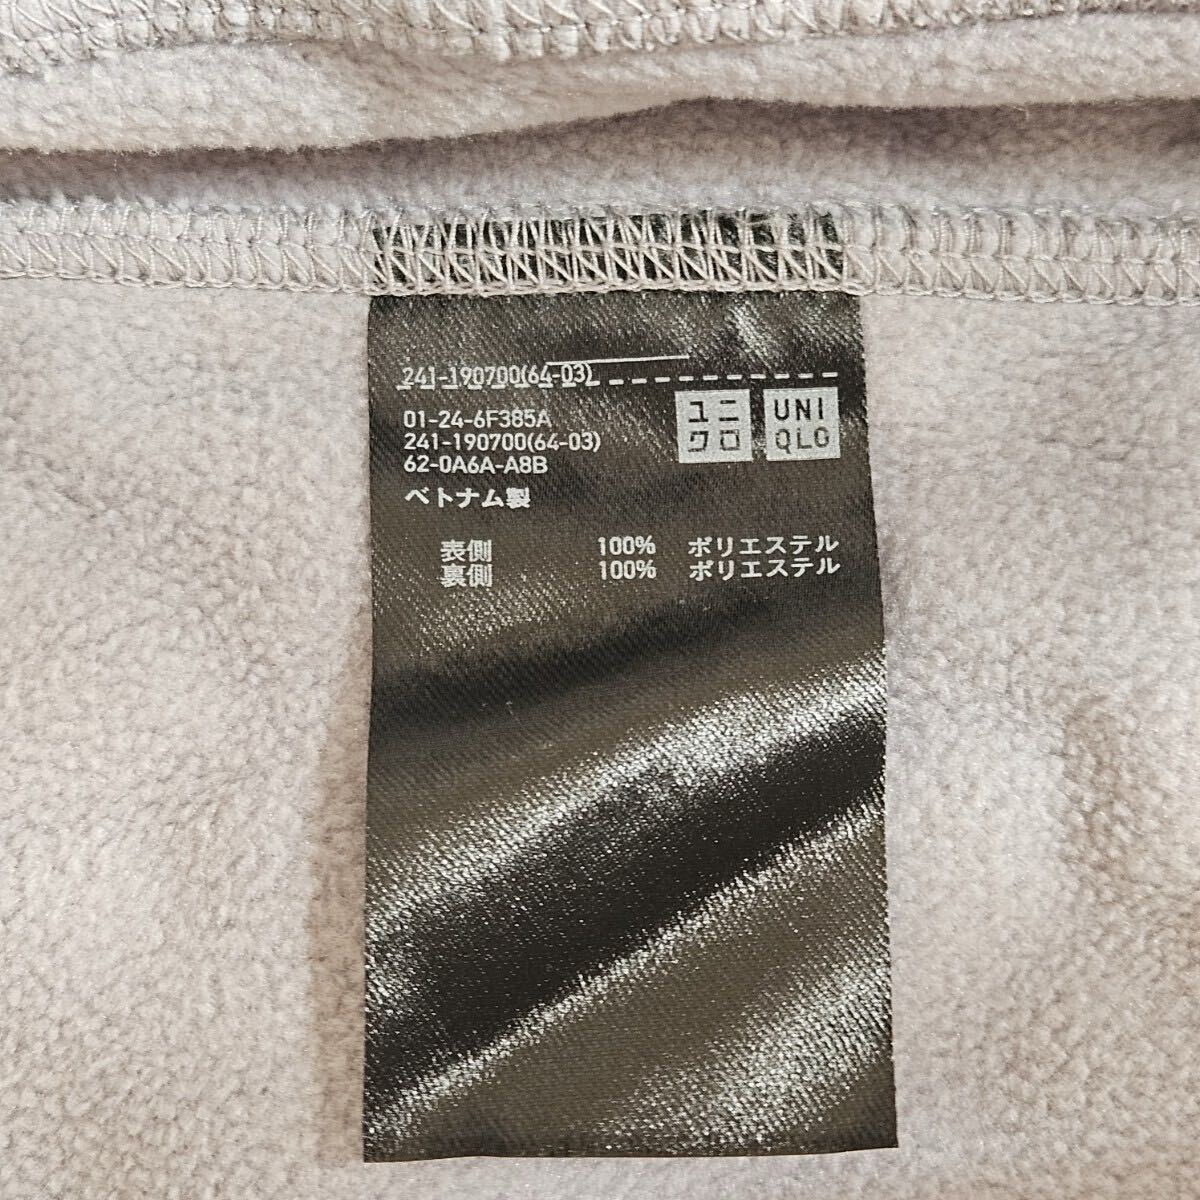 241-190700(64-03)
ユニ
クロ
UNI
QLO
01-24-6F385A
241-190700(64-03)
62-0A6A-A8B
ベトナム製
表側 100% ポリエステル
裏側 100% ポリエステル